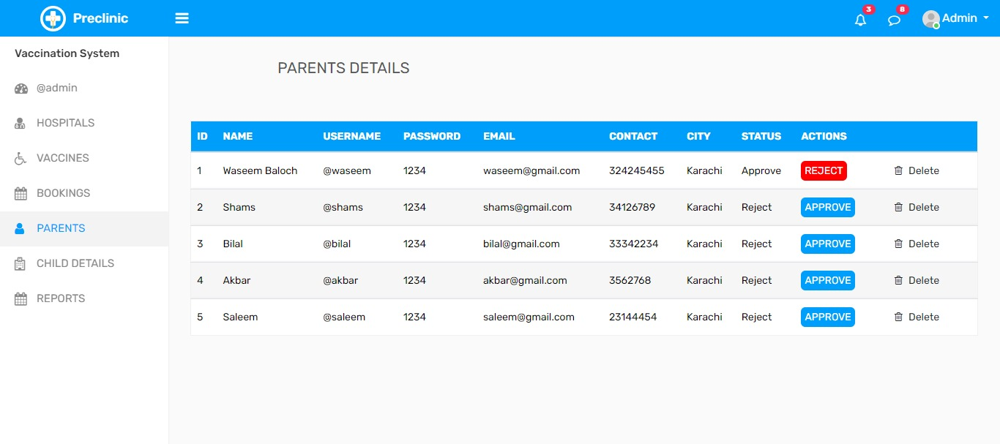 Preclinic
3
8
Admin
Vaccination System
@admin
HOSPITALS
VACCINES
BOOKINGS
PARENTS
CHILD DETAILS
REPORTS
PARENTS DETAILS
ID NAME USERNAME PASSWORD EMAIL CONTACT CITY STATUS ACTIONS
1 Waseem Baloch @waseem 1234 waseem@gmail.com 324245455 Karachi Approve REJECT Delete
2 Shams @shams 1234 shams@gmail.com 34126789 Karachi Reject APPROVE Delete
3 Bilal @bilal 1234 bilal@gmail.com 33342234 Karachi Reject APPROVE Delete
4 Akbar @akbar 1234 akbar@gmail.com 3562768 Karachi Reject APPROVE Delete
5 Saleem @saleem 1234 saleem@gmail.com 23144454 Karachi Reject APPROVE Delete